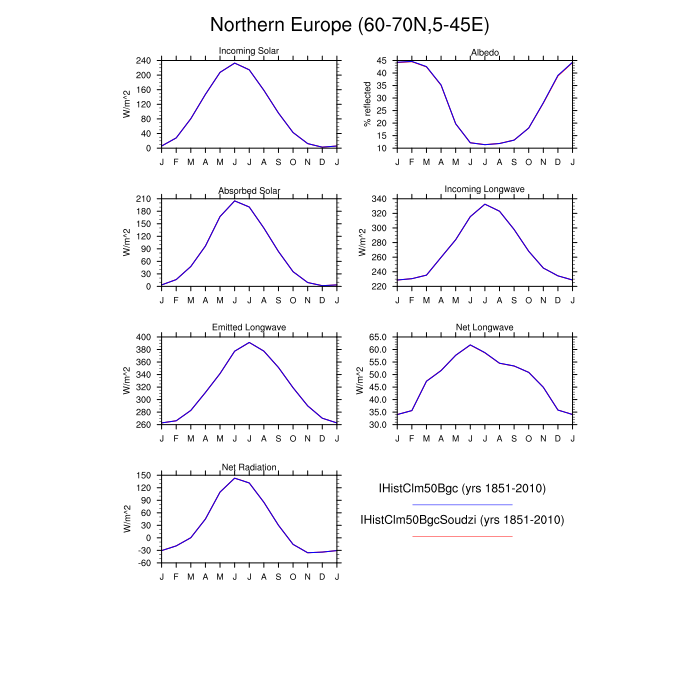 Northern Europe (60-70N,5-45E)
Incoming Solar
W/m^2
240
200
160
120
80
40
0
J F M A M J J A S O N D J
Albedo
% reflected
45
40
35
30
25
20
15
10
J F M A M J J A S O N D J
Absorbed Solar
W/m^2
210
180
150
120
90
60
30
0
J F M A M J J A S O N D J
Incoming Longwave
W/m^2
340
320
300
280
260
240
220
J F M A M J J A S O N D J
Emitted Longwave
W/m^2
400
380
360
340
320
300
280
260
J F M A M J J A S O N D J
Net Longwave
W/m^2
65.0
60.0
55.0
50.0
45.0
40.0
35.0
30.0
J F M A M J J A S O N D J
Net Radiation
W/m^2
150
120
90
60
30
0
-30
-60
J F M A M J J A S O N D J
IHistClm50Bgc (yrs 1851-2010)
IHistClm50BgcSoudzi (yrs 1851-2010)